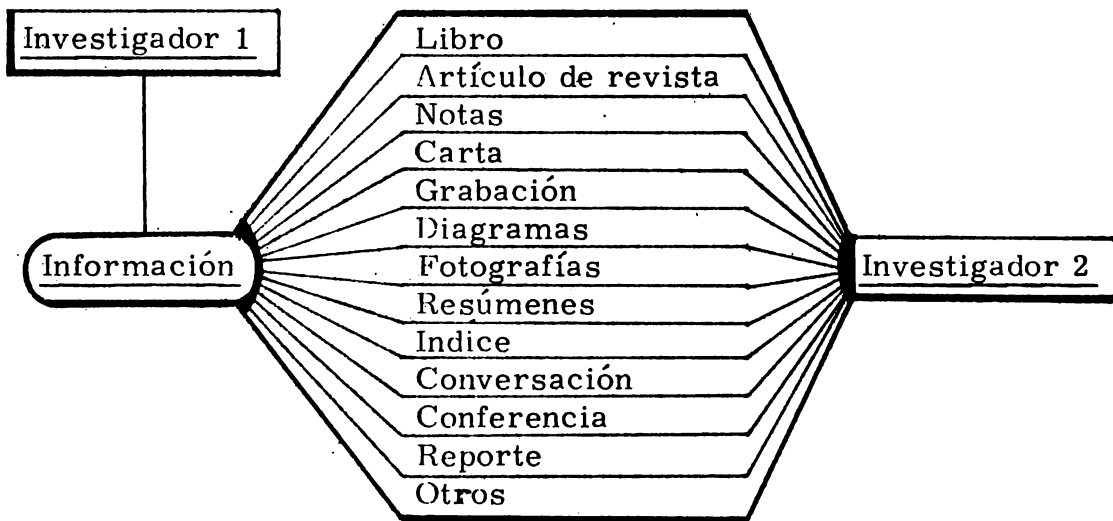 Investigador 1
Libro
Artículo de revista
Notas
Carta
Grabación
Diagramas
Información
Fotografías
Investigador 2
Resúmenes
Indice
Conversación
Conferencia
Reporte
Otros